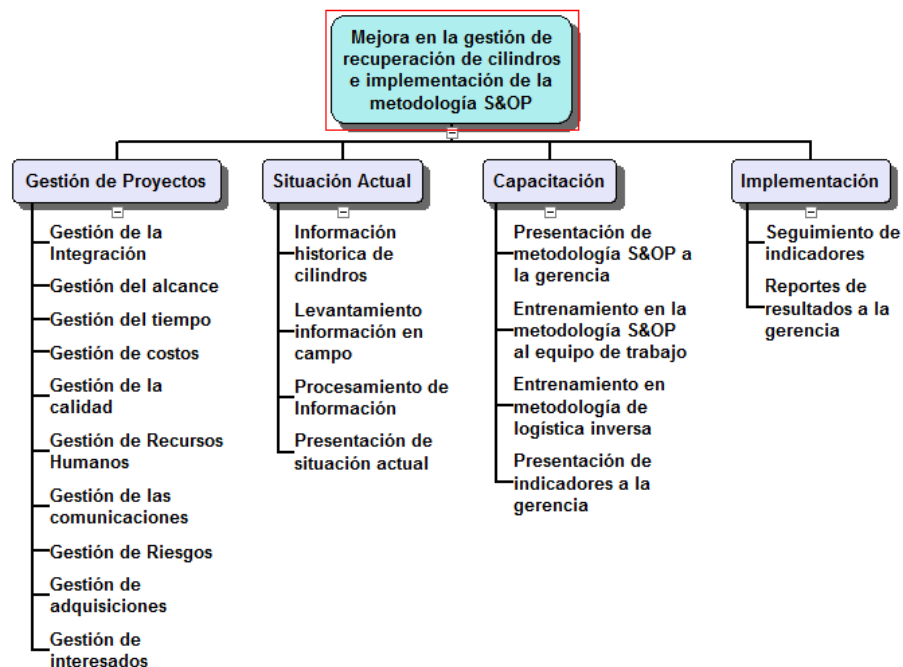 Mejora en la gestión de
recuperación de cilindros
e implementación de la
metodología S&OP
Gestión de Proyectos
Gestión de la
Integración
Gestión del alcance
Gestión del tiempo
Gestión de costos
Gestión de la
calidad
Gestión de Recursos
Humanos
Gestión de las
comunicaciones
Gestión de Riesgos
Gestión de
adquisiciones
Gestión de
interesados
Situación Actual
Información
historica de
cilindros
Levantamiento
información en
campo
Procesamiento de
Información
Presentación de
situación actual
Capacitación
Presentación de
metodología S&OP a
la gerencia
Entrenamiento en la
metodología S&OP
al equipo de trabajo
Entrenamiento en
metodología de
logística inversa
Presentación de
indicadores a la
gerencia
Implementación
Seguimiento de
indicadores
Reportes de
resultados a la
gerencia